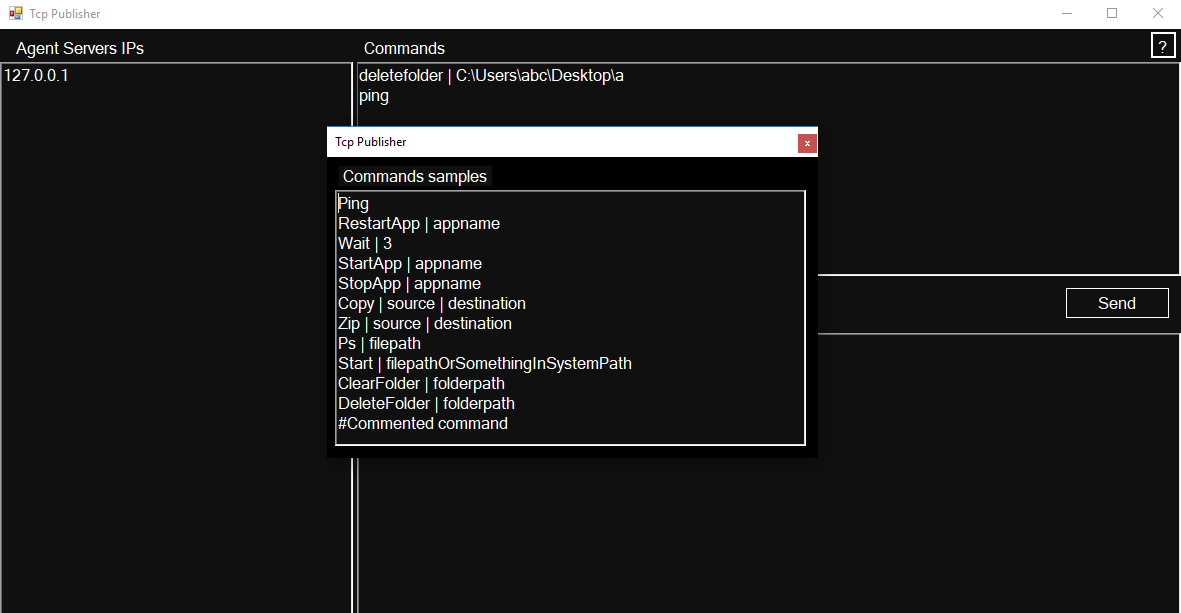 Tcp Publisher
Agent Servers IPs
Commands
?
127.0.0.1
deletefolder | C:\Users\abc\Desktop\a
ping
Tcp Publisher
x
Commands samples
Ping
RestartApp | appname
Wait | 3
StartApp | appname
StopApp | appname
Copy | source | destination
Zip | source | destination
Ps | filepath
Start | filepathOrSomethingInSystemPath
ClearFolder | folderpath
DeleteFolder | folderpath
#Commented command
Send